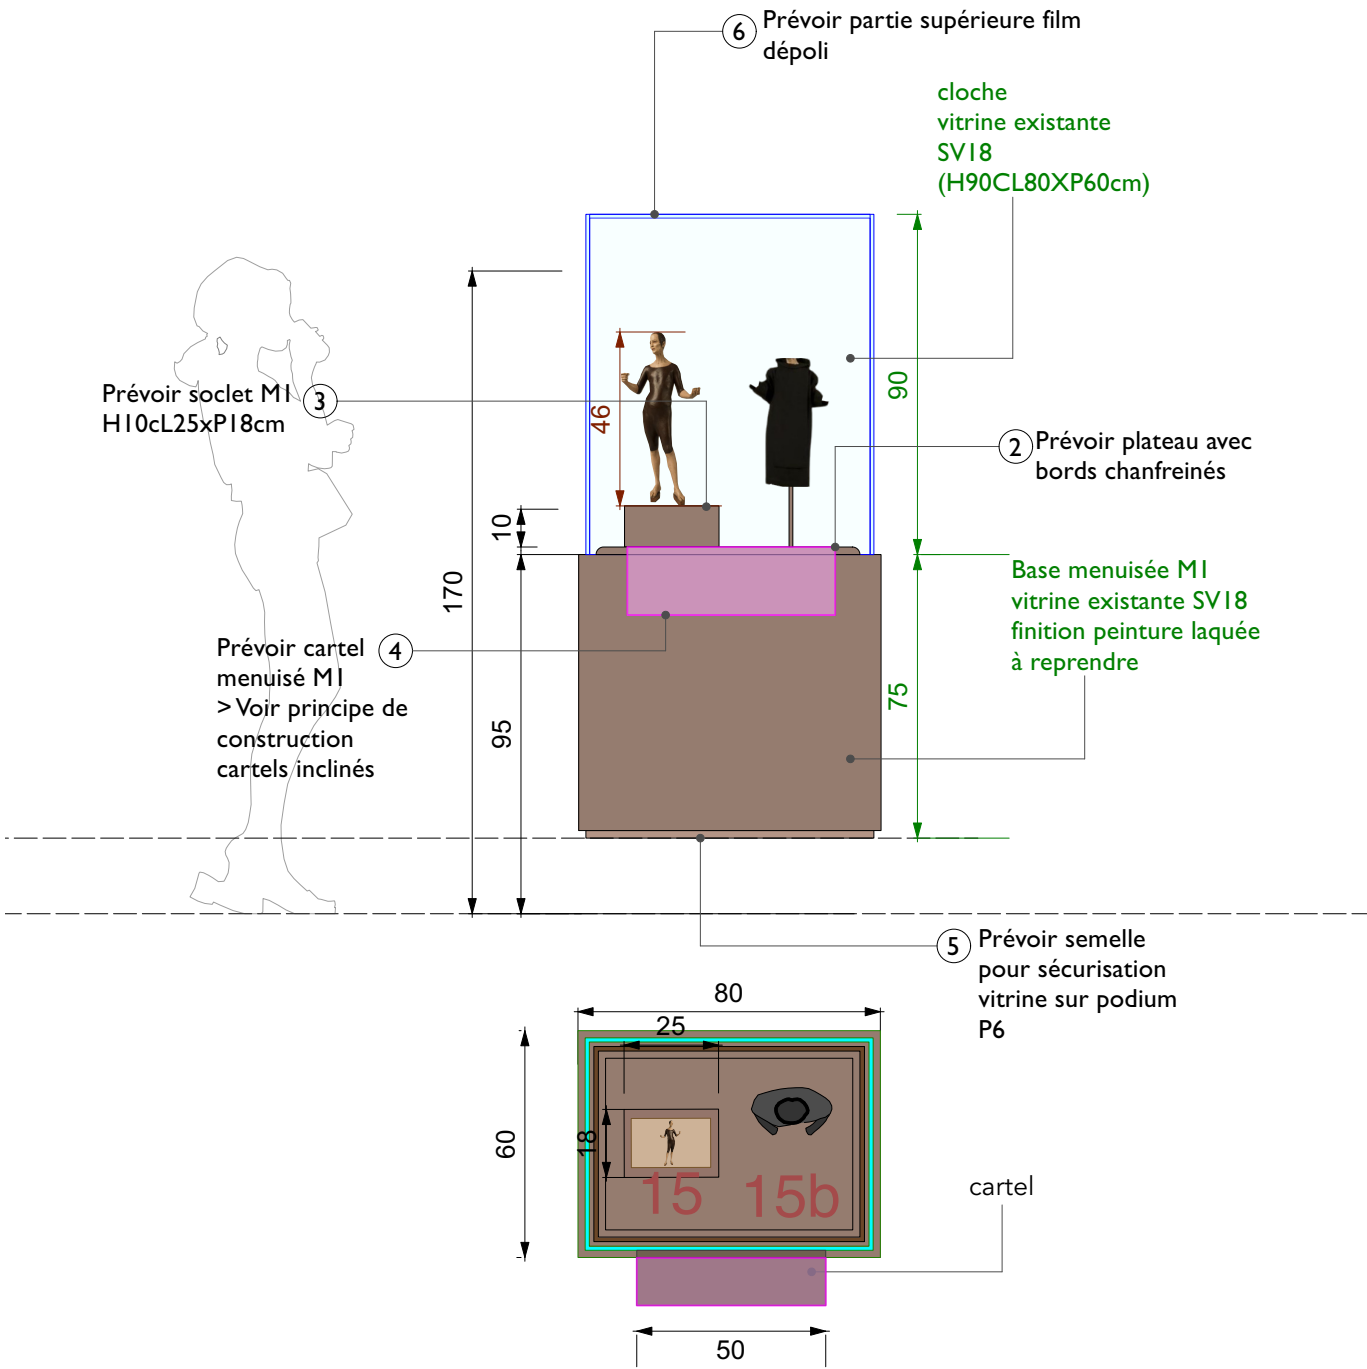 6
Prévoir partie supérieure film
dépoli
cloche
vitrine existante
SV18
(H90CL80XP60cm)
90
Prévoir soclet M1
H10cL25xP18cm
3
46
2
Prévoir plateau avec
bords chanfreinés
10
170
Base menuisée M1
vitrine existante SV18
finition peinture laquée
à reprendre
Prévoir cartel
menuisé M1
> Voir principe de
construction
cartels inclinés
4
95
75
5
Prévoir semelle
pour sécurisation
vitrine sur podium
P6
80
25
60
18
15
15b
cartel
50